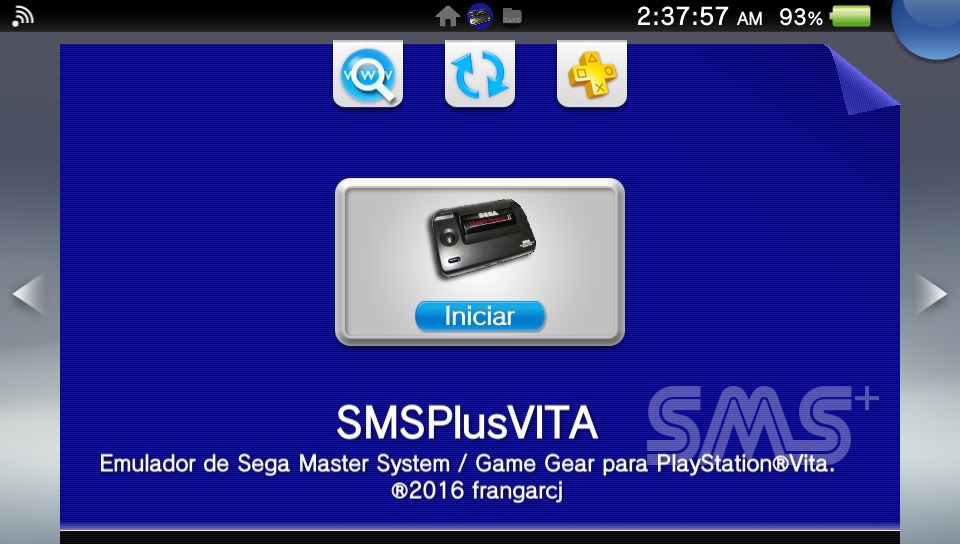 2:37:57 AM 93%
WWW
SEGA
Iniciar
SMS+
SMSPlusVITA
Emulador de Sega Master System / Game Gear para PlayStation®Vita.
®2016 frangarcj